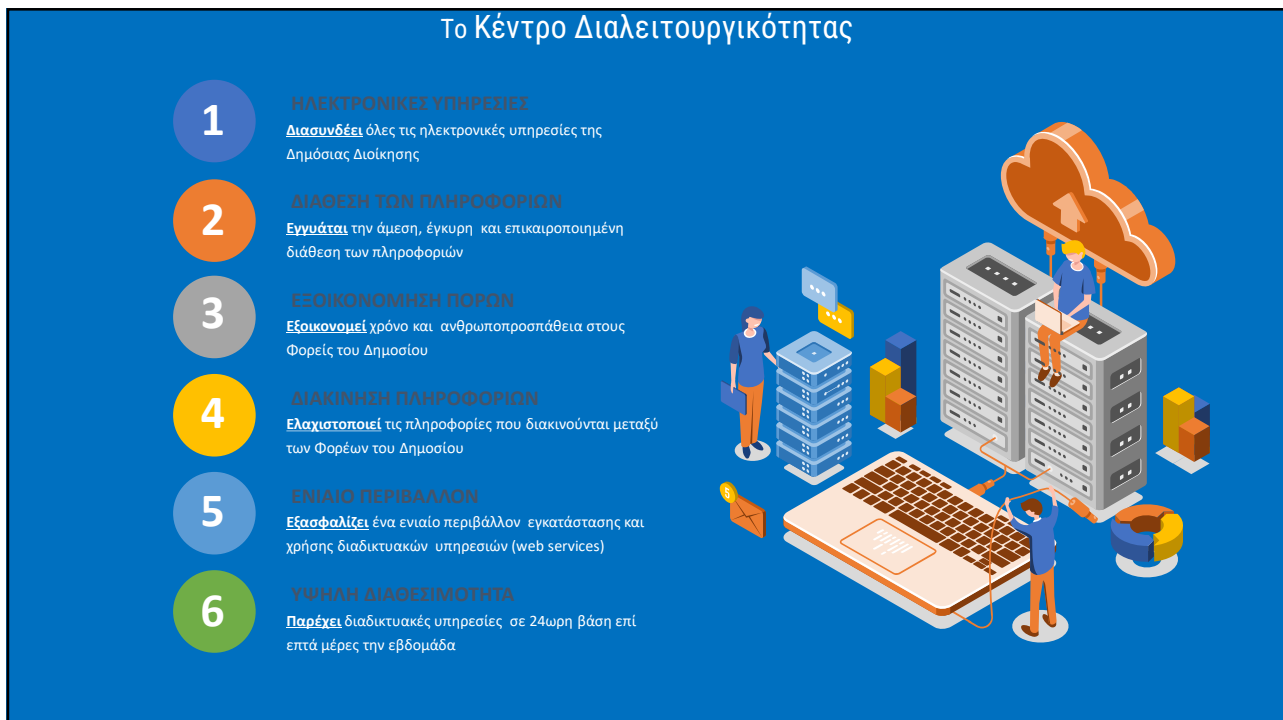 Το Κέντρο Διαλειτουργικότητας
1
ΗΛΕΚΤΡΟΝΙΚΕΣ ΥΠΗΡΕΣΙΕΣ
Διασυνδέει όλες τις ηλεκτρονικές υπηρεσίες της
Δημόσιας Διοίκησης
2
ΔΙΑΘΕΣΗ ΤΩΝ ΠΛΗΡΟΦΟΡΙΩΝ
Εγγυάται την άμεση, έγκυρη και επικαιροποιημένη
διάθεση των πληροφοριών
3
ΕΞΟΙΚΟΝΟΜΗΣΗ ΠΟΡΩΝ
Εξοικονομεί χρόνο και ανθρωποπροσπάθεια στους
Φορείς του Δημοσίου
4
ΔΙΑΚΙΝΗΣΗ ΠΛΗΡΟΦΟΡΙΩΝ
Ελαχιστοποιεί τις πληροφορίες που διακινούνται μεταξύ
των Φορέων του Δημοσίου
5
ΕΝΙΑΙΟ ΠΕΡΙΒΑΛΛΟΝ
Εξασφαλίζει ένα ενιαίο περιβάλλον εγκατάστασης και
χρήσης διαδικτυακών υπηρεσιών (web services)
6
ΥΨΗΛΗ ΔΙΑΘΕΣΙΜΟΤΗΤΑ
Παρέχει διαδικτυακές υπηρεσίες σε 24ωρη βάση επί
επτά μέρες την εβδομάδα
$